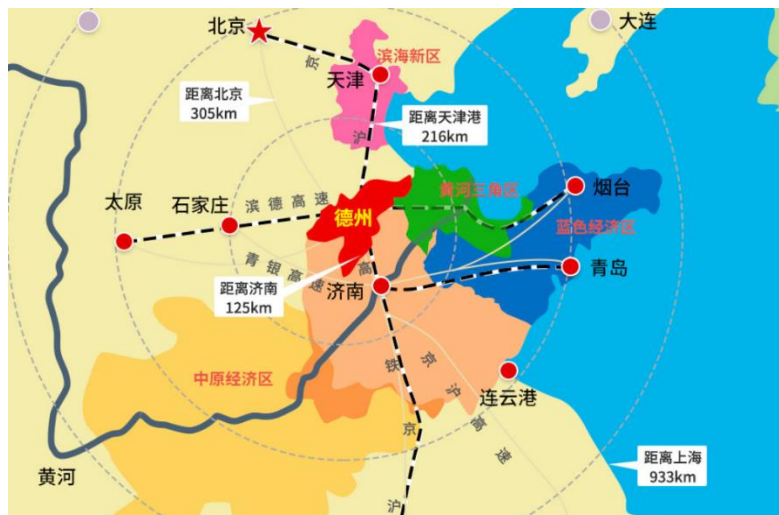 北京
大连
京
滨海新区
天津
距离北京
305km
距离天津港
216km
沪
太原
石家庄
滨德高速
德州
黄河三角区
烟台
蓝色经济区
青银高速
高
青岛
距离济南
125km
济南
铁
京沪高速
中原经济区
连云港
京
黄河
沪
距离上海
933km